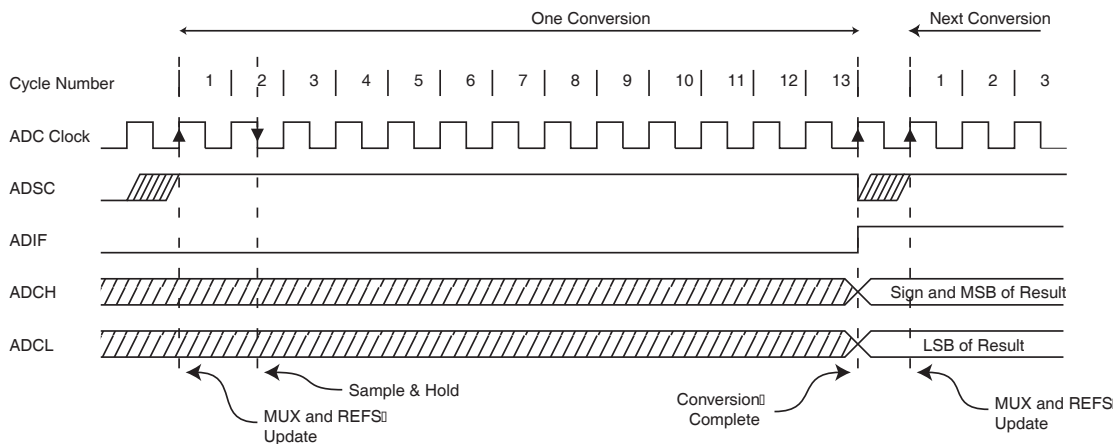 One Conversion
Next Conversion
Cycle Number 1 2 3 4 5 6 7 8 9 10 11 12 13 1 2 3
ADC Clock
ADSC
ADIF
ADCH
Sign and MSB of Result
ADCL
LSB of Result
MUX and REFS
Update
Sample & Hold
Conversion
Complete
MUX and REFS
Update